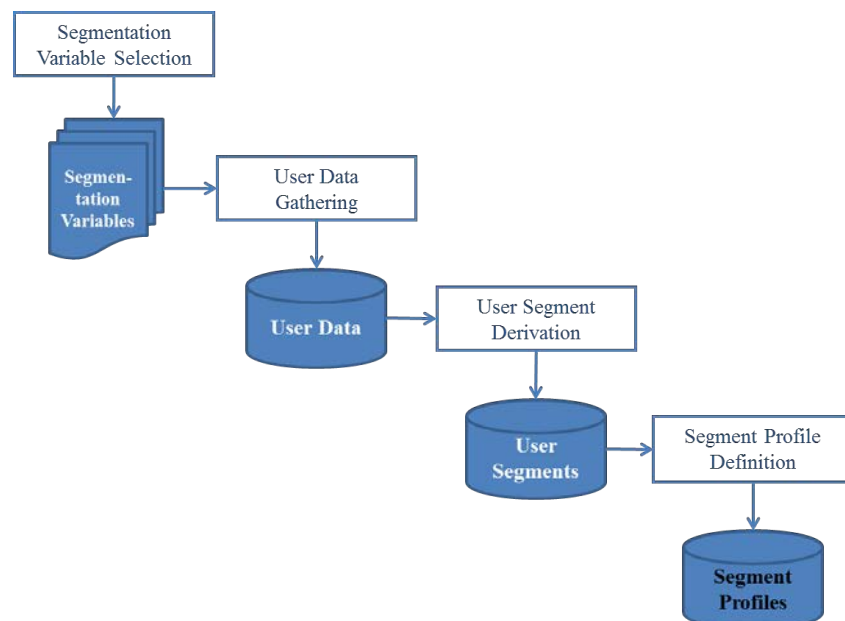 Segmentation
Variable Selection
Segmen-
tation
Variables
User Data
Gathering
User Data
User Segment
Derivation
User
Segments
Segment Profile
Definition
Segment
Profiles